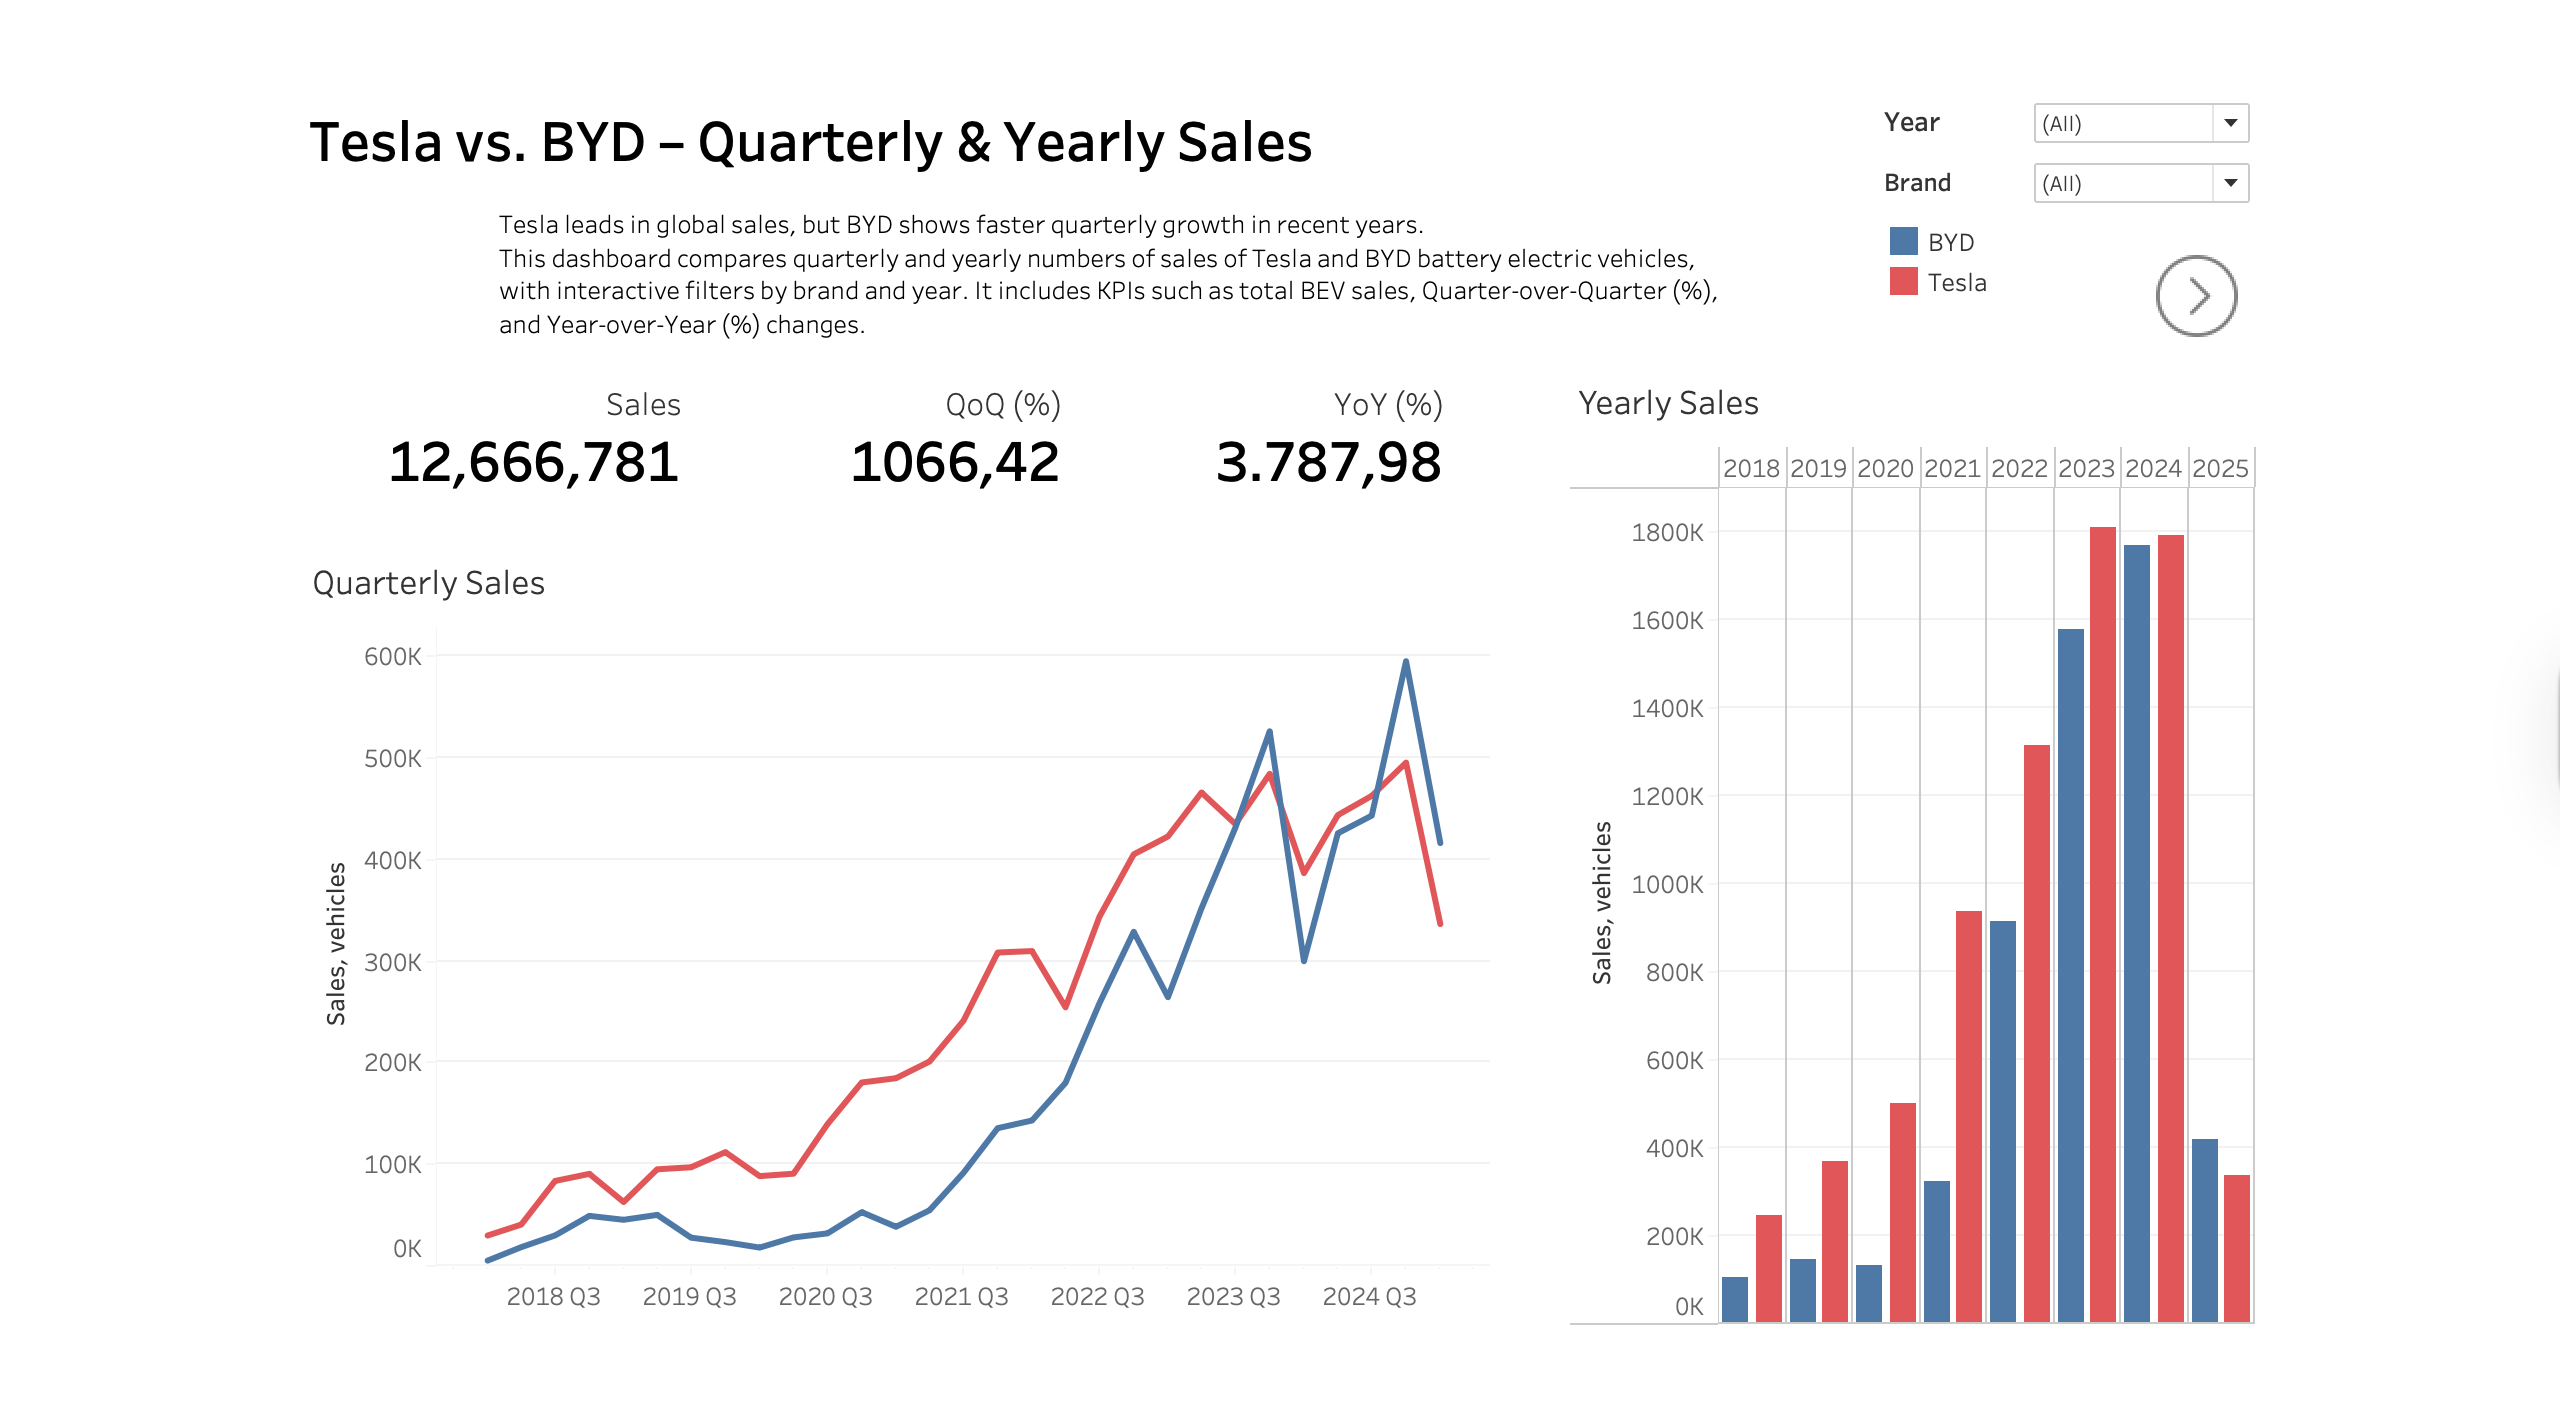 Tesla vs. BYD – Quarterly & Yearly Sales
Year
(All)
Brand
(All)
BYD
Tesla
Tesla leads in global sales, but BYD shows faster quarterly growth in recent years.
This dashboard compares quarterly and yearly numbers of sales of Tesla and BYD battery electric vehicles,
with interactive filters by brand and year. It includes KPIs such as total BEV sales, Quarter-over-Quarter (%),
and Year-over-Year (%) changes.
Sales
12,666,781
QoQ (%)
1066,42
YoY (%)
3.787,98
Quarterly Sales
Sales, vehicles
600K
500K
400K
300K
200K
100K
0K
2018 Q3
2019 Q3
2020 Q3
2021 Q3
2022 Q3
2023 Q3
2024 Q3
Yearly Sales
2018
2019
2020
2021
2022
2023
2024
2025
Sales, vehicles
1800K
1600K
1400K
1200K
1000K
800K
600K
400K
200K
0K